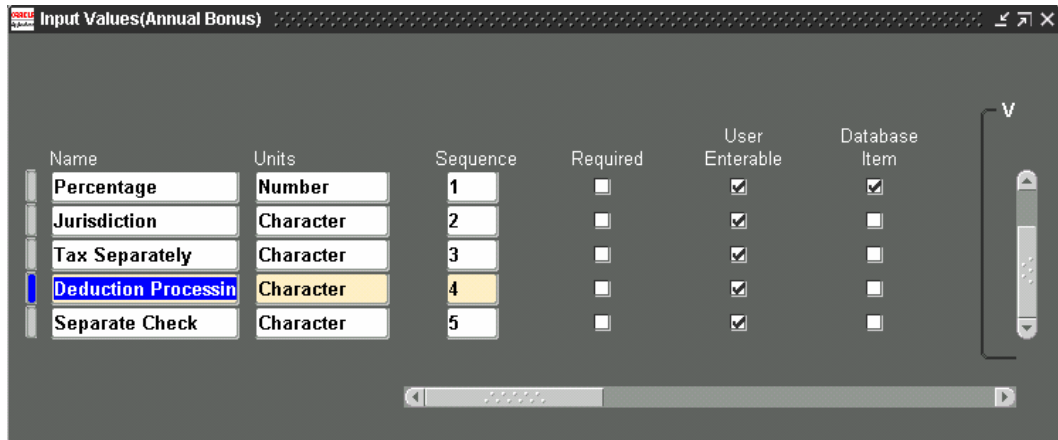 ORACLE
Input Values(Annual Bonus)
V
User Database
Name Units Sequence Required Enterable Item
Percentage Number 1
Jurisdiction Character 2
Tax Separately Character 3
Deduction Processin Character 4
Separate Check Character 5